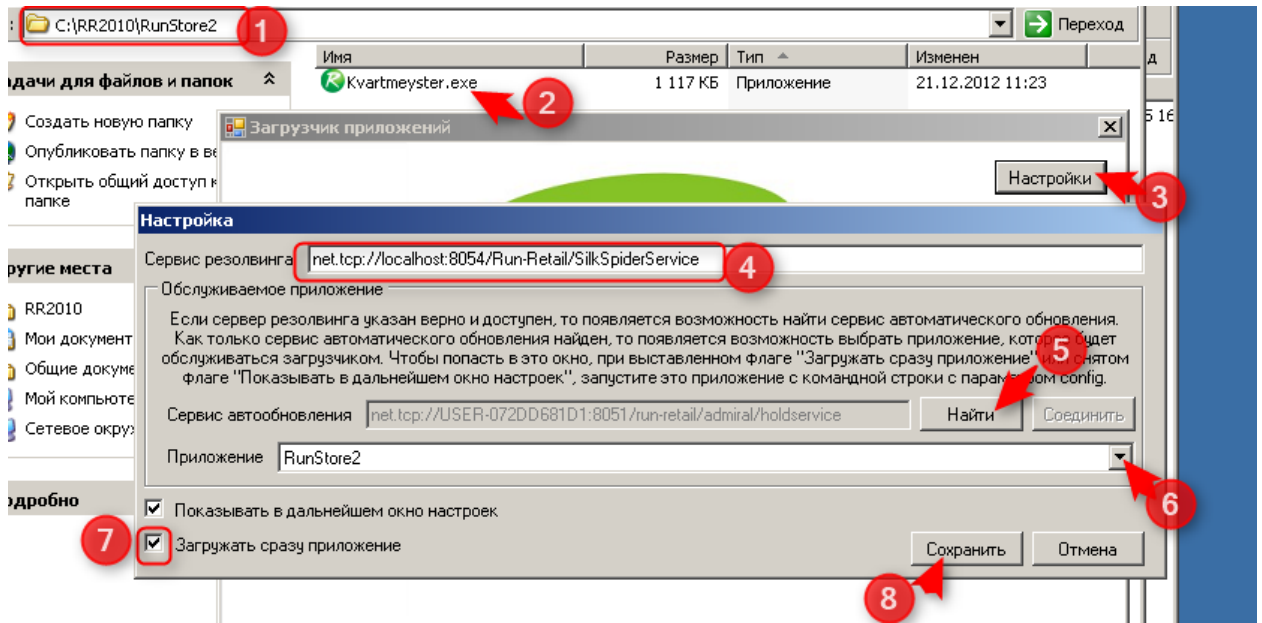 : C:\RR2010\RunStore2 1 Переход
Имя Размер Тип Изменен
Kvartmeyster.exe 1 117 КБ Приложение 21.12.2012 11:23
2
дачи для файлов и папок
Создать новую папку
Опубликовать папку в ве
Открыть общий доступ к
папке
Загрузчик приложений
Настройки
3
Настройка
Сервис резолвинга net.tcp://localhost:8054/Run-Retail/SilkSpiderService
4
Обслуживаемое приложение
Если сервер резолвинга указан верно и доступен, то появляется возможность найти сервис автоматического обновления.
Как только сервис автоматического обновления найден, то появляется возможность выбрать приложение, которое будет
обслуживаться загрузчиком. Чтобы попасть в это окно, при выставленном флаге "Загружать сразу приложение" или снятом
флаге "Показывать в дальнейшем окно настроек", запустите это приложение с командной строки с параметром config.
5
Сервис автообновления net.tcp://USER-072DD681D1:8051/run-retail/admiral/holdservice Найти Соединить
Приложение RunStore2
6
Показывать в дальнейшем окно настроек
7 Загружать сразу приложение
Сохранить Отмена
8
ругие места
RR2010
Мои документ
Общие докуме
Мой компьюте
Сетевое окруж
одробно
д
5 16